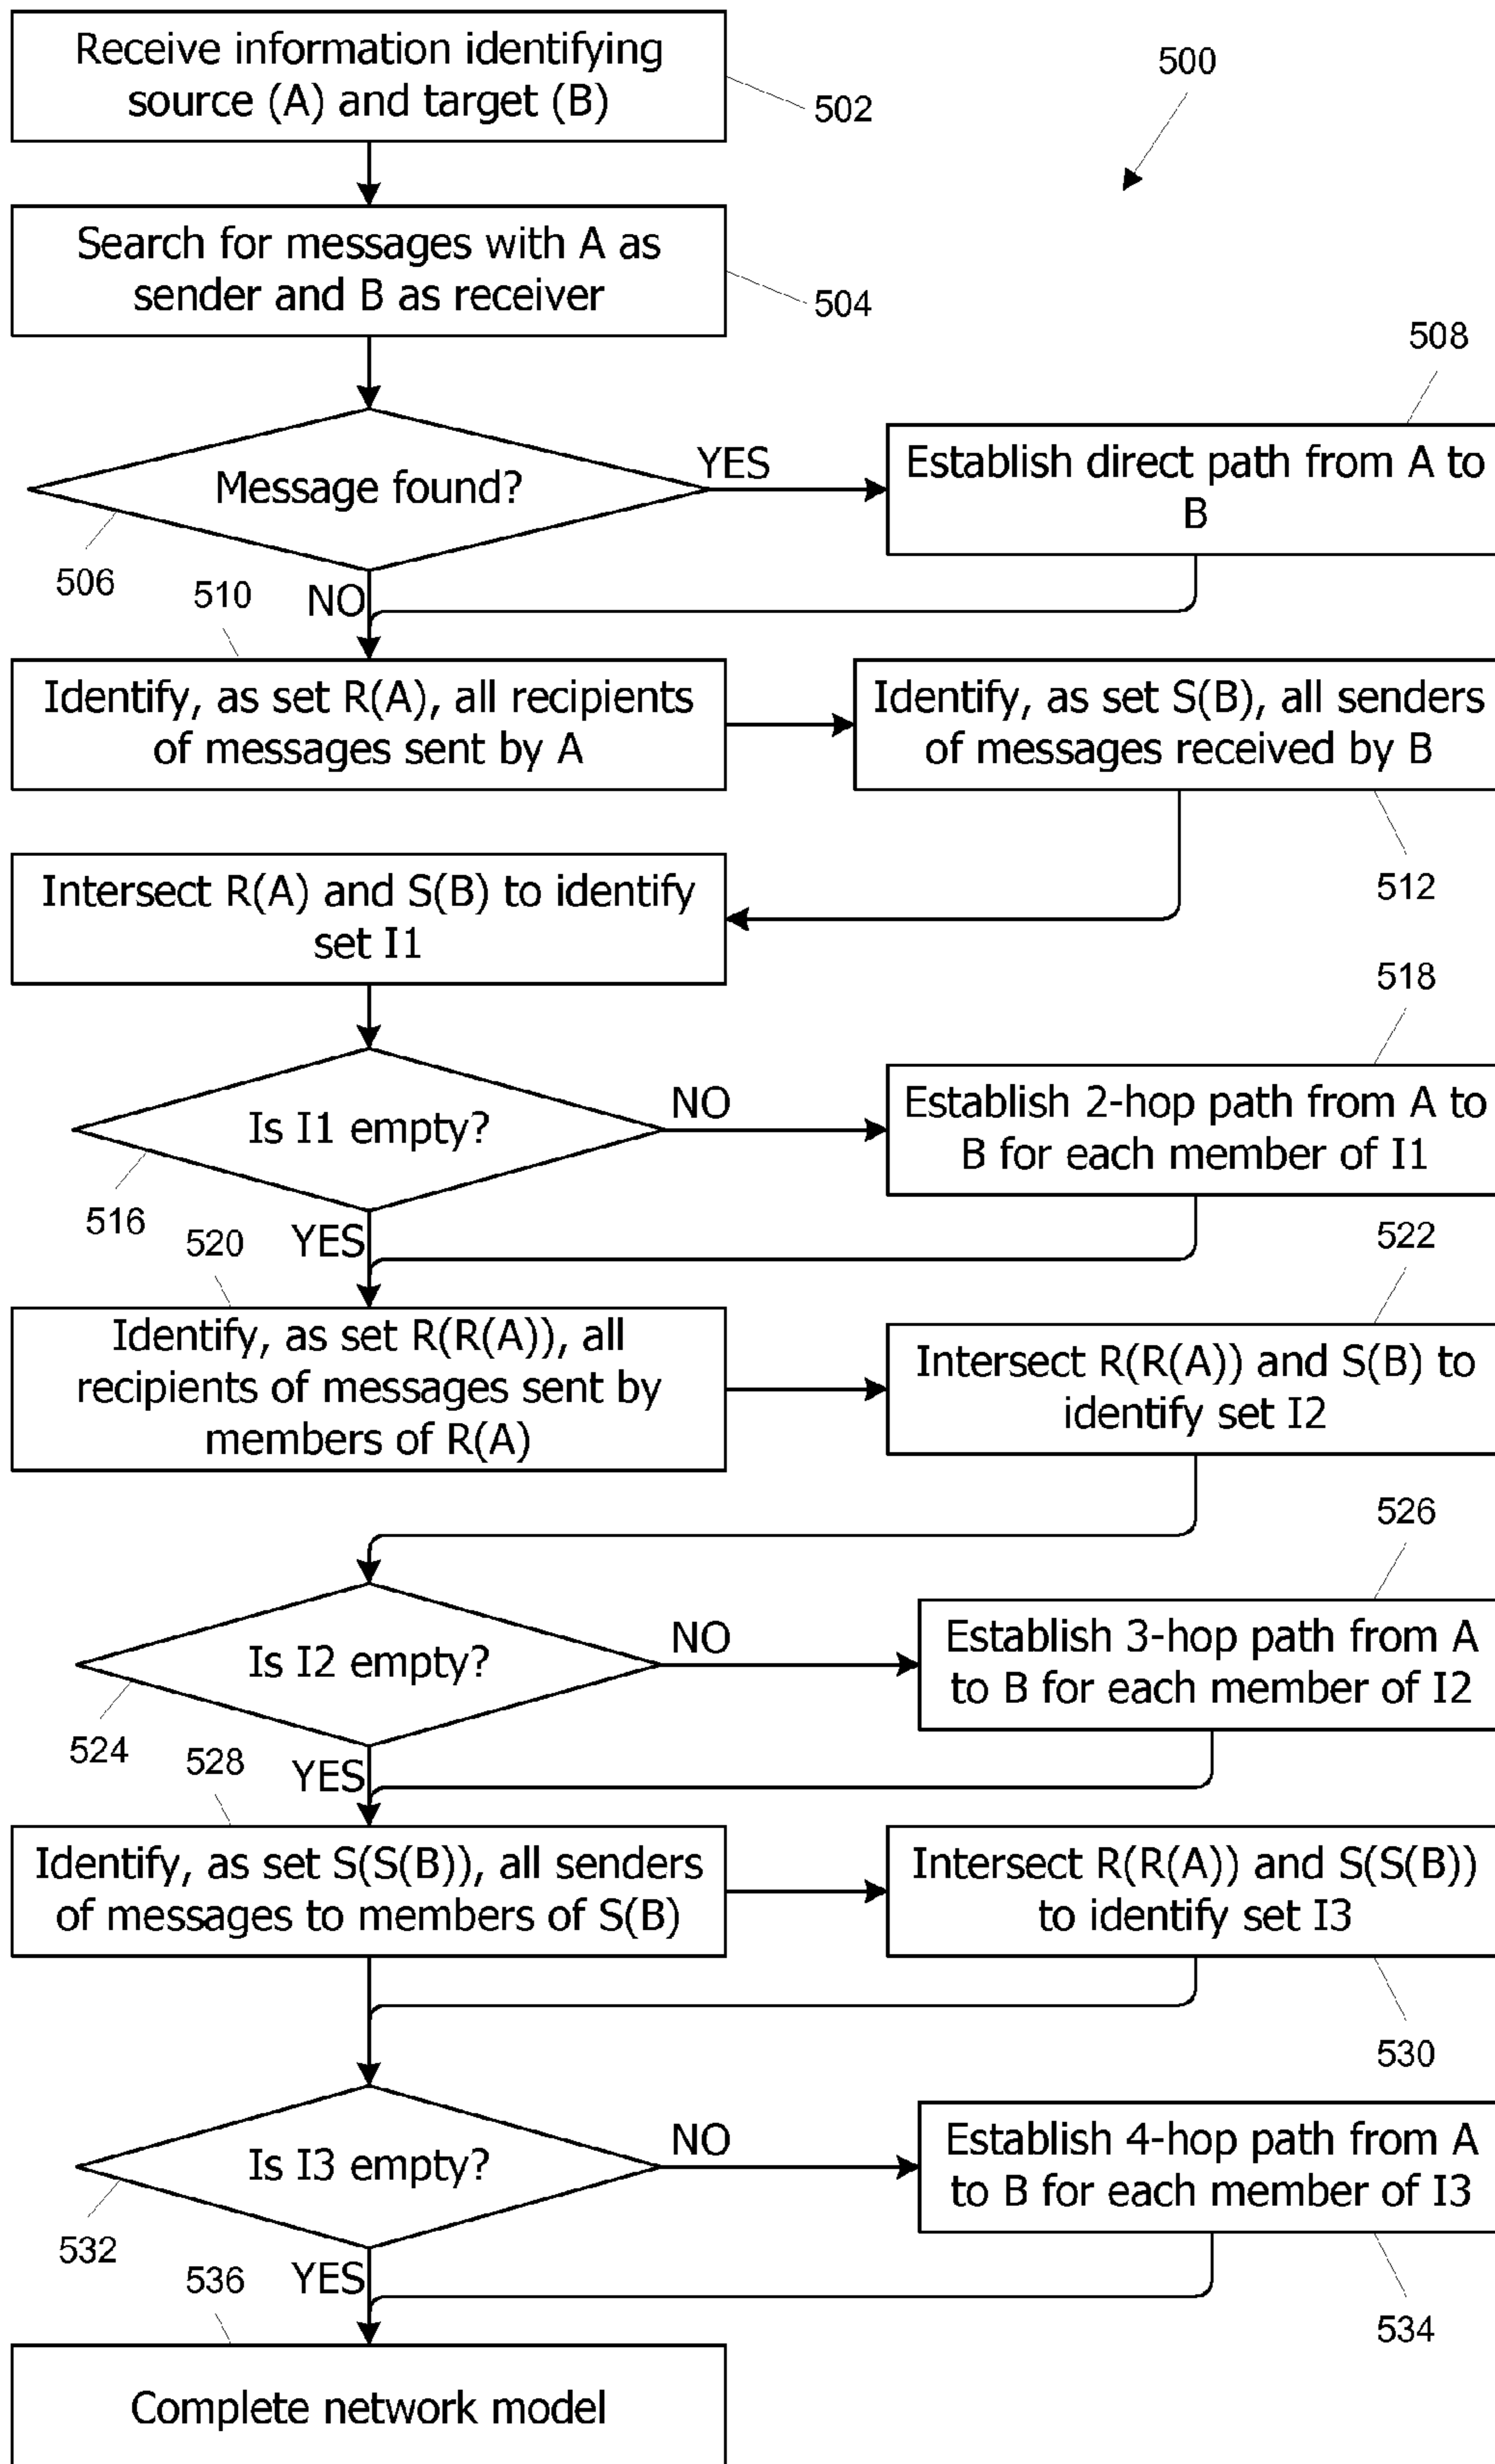 Receive information identifying
source (A) and target (B)
502
500
Search for messages with A as
sender and B as receiver
504
508
Message found?
YES
Establish direct path from A to
B
506
510
NO
Identify, as set R(A), all recipients
of messages sent by A
Identify, as set S(B), all senders
of messages received by B
512
Intersect R(A) and S(B) to identify
set I1
518
Is I1 empty?
NO
Establish 2-hop path from A to
B for each member of I1
516
520
YES
522
Identify, as set R(R(A)), all
recipients of messages sent by
members of R(A)
Intersect R(R(A)) and S(B) to
identify set I2
526
Is I2 empty?
NO
Establish 3-hop path from A
to B for each member of I2
524
528
YES
Identify, as set S(S(B)), all senders
of messages to members of S(B)
Intersect R(R(A)) and S(S(B))
to identify set I3
530
Is I3 empty?
NO
Establish 4-hop path from A
to B for each member of I3
532
536
YES
534
Complete network model